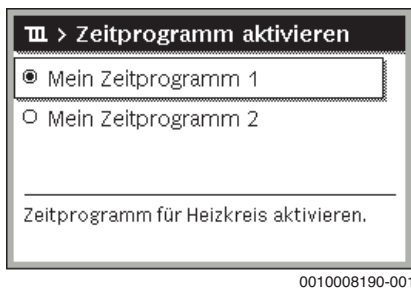 > Zeitprogramm aktivieren
Mein Zeitprogramm 1
Mein Zeitprogramm 2
Zeitprogramm für Heizkreis aktivieren.
0010008190-001